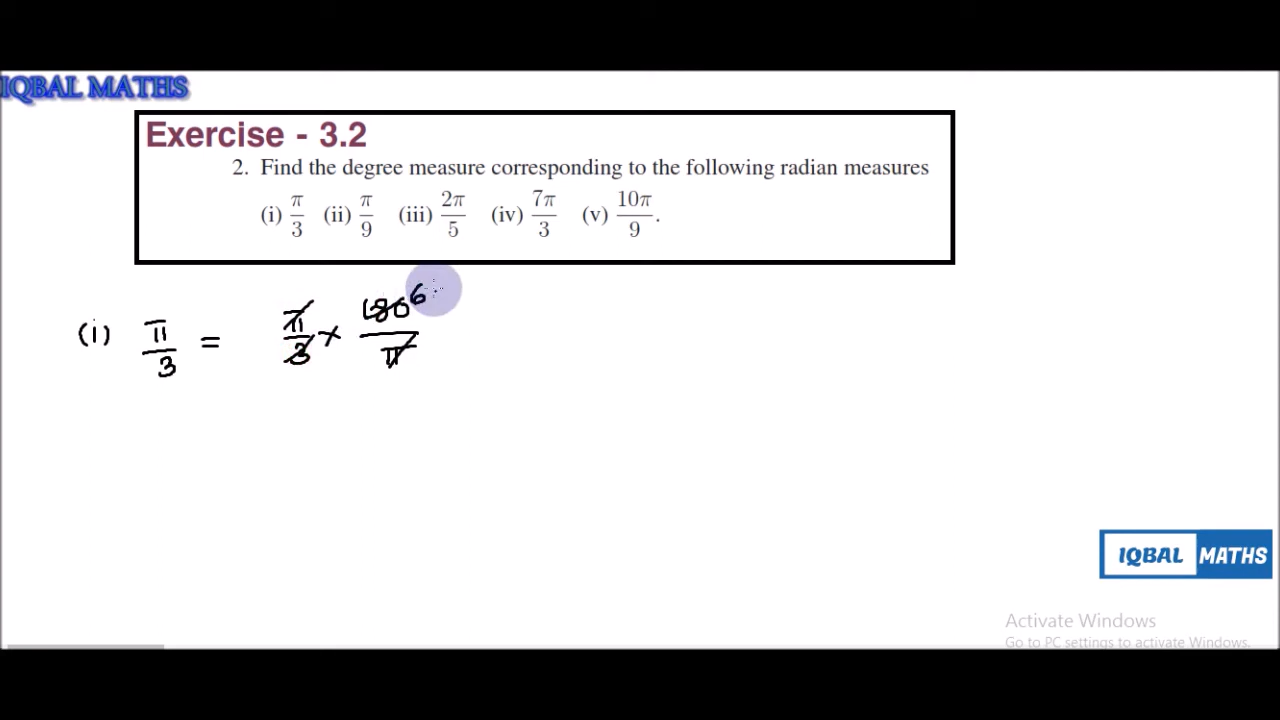 IQBAL MATHS
Exercise - 3.2
2. Find the degree measure corresponding to the following radian measures
(i) π/3 (ii) π/9 (iii) 2π/5 (iv) 7π/3 (v) 10π/9.
(i) π/3 = π/3 × 180/π 6
IQBAL MATHS
Activate Windows
Go to PC settings to activate Windows.